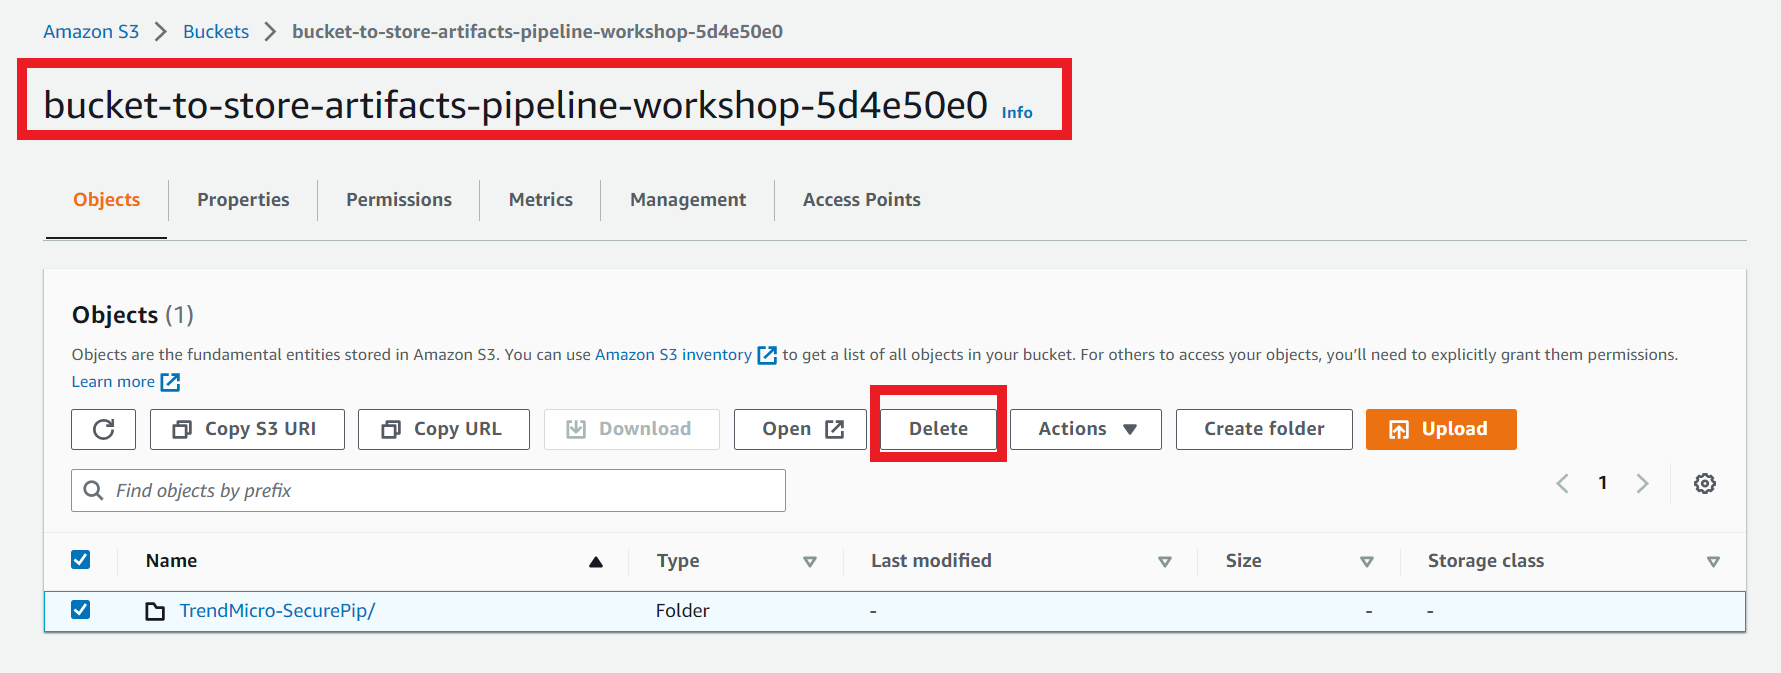 Amazon S3 > Buckets > bucket-to-store-artifacts-pipeline-workshop-5d4e50e0
bucket-to-store-artifacts-pipeline-workshop-5d4e50e0 Info
Objects Properties Permissions Metrics Management Access Points
Objects (1)
Objects are the fundamental entities stored in Amazon S3. You can use Amazon S3 inventory to get a list of all objects in your bucket. For others to access your objects, you'll need to explicitly grant them permissions.
Learn more
Copy S3 URI Copy URL Download Open Delete Actions Create folder Upload
Find objects by prefix 1
Name Type Last modified Size Storage class
TrendMicro-SecurePip/ Folder - - -